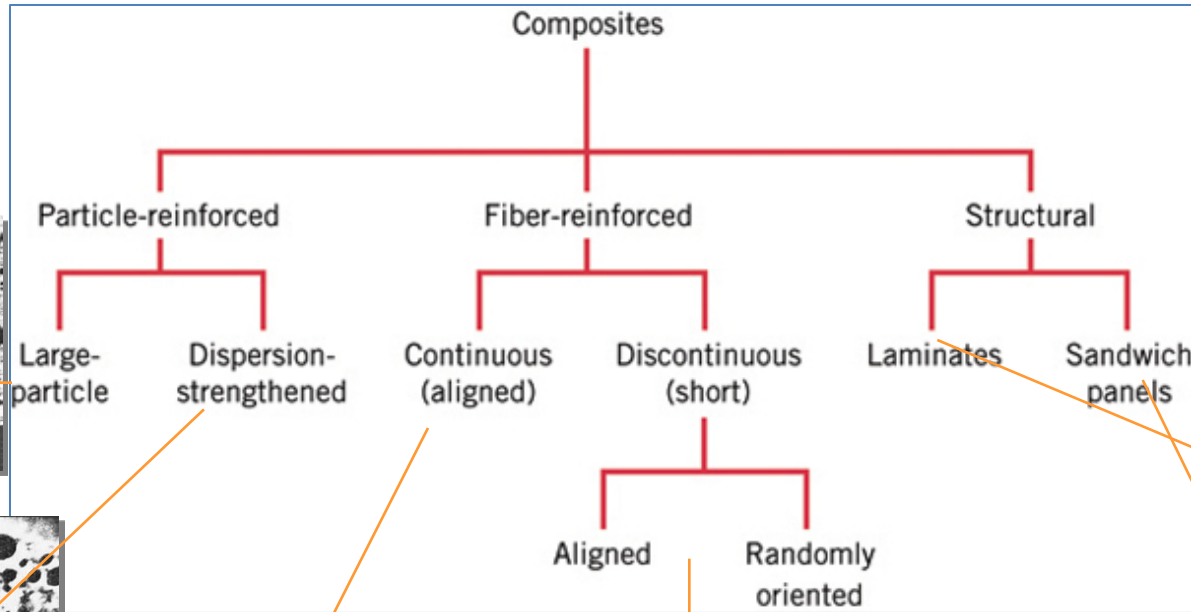 Composites
Particle-reinforced
Fiber-reinforced
Structural
Large-
particle
Dispersion-
strengthened
Continuous
(aligned)
Discontinuous
(short)
Laminates
Sandwich
panels
Aligned
Randomly
oriented